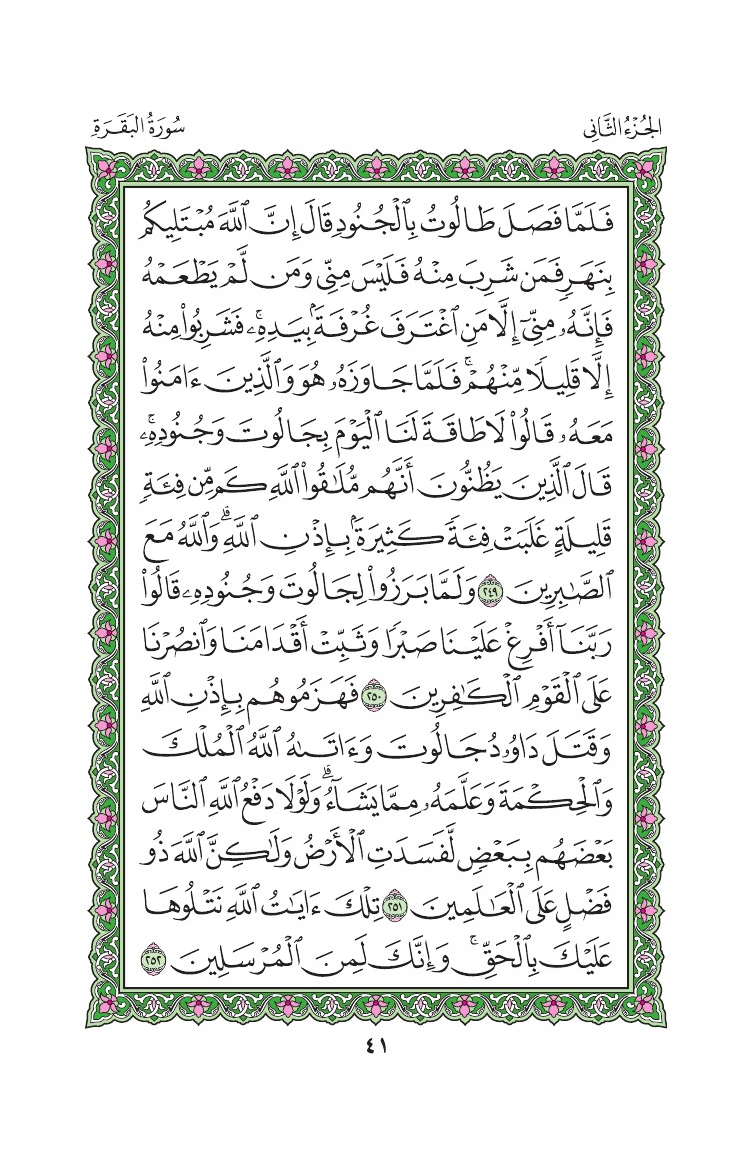 الجُزْءُ الثَّانِي
سُورَةُ البَقَرَةِ
فَلَمَّا فَصَلَ طَالُوتُ بِٱلْجُنُودِ قَالَ إِنَّ ٱللَّهَ مُبْتَلِيكُم
بِنَهَرٍ فَمَن شَرِبَ مِنْهُ فَلَيْسَ مِنِّي وَمَن لَّمْ يَطْعَمْهُ
فَإِنَّهُۥ مِنِّيٓ إِلَّا مَنِ ٱغْتَرَفَ غُرْفَةَۢ بِيَدِهِۦۚ فَشَرِبُوا۟ مِنْهُ
إِلَّا قَلِيلًا مِّنْهُمْۚ فَلَمَّا جَاوَزَهُۥ هُوَ وَٱلَّذِينَ ءَامَنُوا۟
مَعَهُۥ قَالُوا۟ لَا طَاقَةَ لَنَا ٱلْيَوْمَ بِجَالُوتَ وَجُنُودِهِۦۚ
قَالَ ٱلَّذِينَ يَظُنُّونَ أَنَّهُم مُّلَٰقُوا۟ ٱللَّهِ كَم مِّن فِئَةٍ
قَلِيلَةٍ غَلَبَتْ فِئَةً كَثِيرَةَۢ بِإِذْنِ ٱللَّهِۗ وَٱللَّهُ مَعَ
ٱلصَّٰبِرِينَ ٢٤٩ وَلَمَّا بَرَزُوا۟ لِجَالُوتَ وَجُنُودِهِۦ قَالُوا۟
رَبَّنَآ أَفْرِغْ عَلَيْنَا صَبْرًا وَثَبِّتْ أَقْدَامَنَا وَٱنصُرْنَا
عَلَى ٱلْقَوْمِ ٱلْكَٰفِرِينَ ٢٥٠ فَهَزَمُوهُم بِإِذْنِ ٱللَّهِ
وَقَتَلَ دَاوُۥدُ جَالُوتَ وَءَاتَىٰهُ ٱللَّهُ ٱلْمُلْكَ
وَٱلْحِكْمَةَ وَعَلَّمَهُۥ مِمَّا يَشَآءُۗ وَلَوْلَا دَفْعُ ٱللَّهِ ٱلنَّاسَ
بَعْضَهُم بِبَعْضٍ لَّفَسَدَتِ ٱلْأَرْضُ وَلَٰكِنَّ ٱللَّهَ ذُو
فَضْلٍ عَلَى ٱلْعَٰلَمِينَ ٢٥١ تِلْكَ ءَايَٰتُ ٱللَّهِ نَتْلُوهَا
عَلَيْكَ بِٱلْحَقِّۚ وَإِنَّكَ لَمِنَ ٱلْمُرْسَلِينَ ٢٥٢
٤١